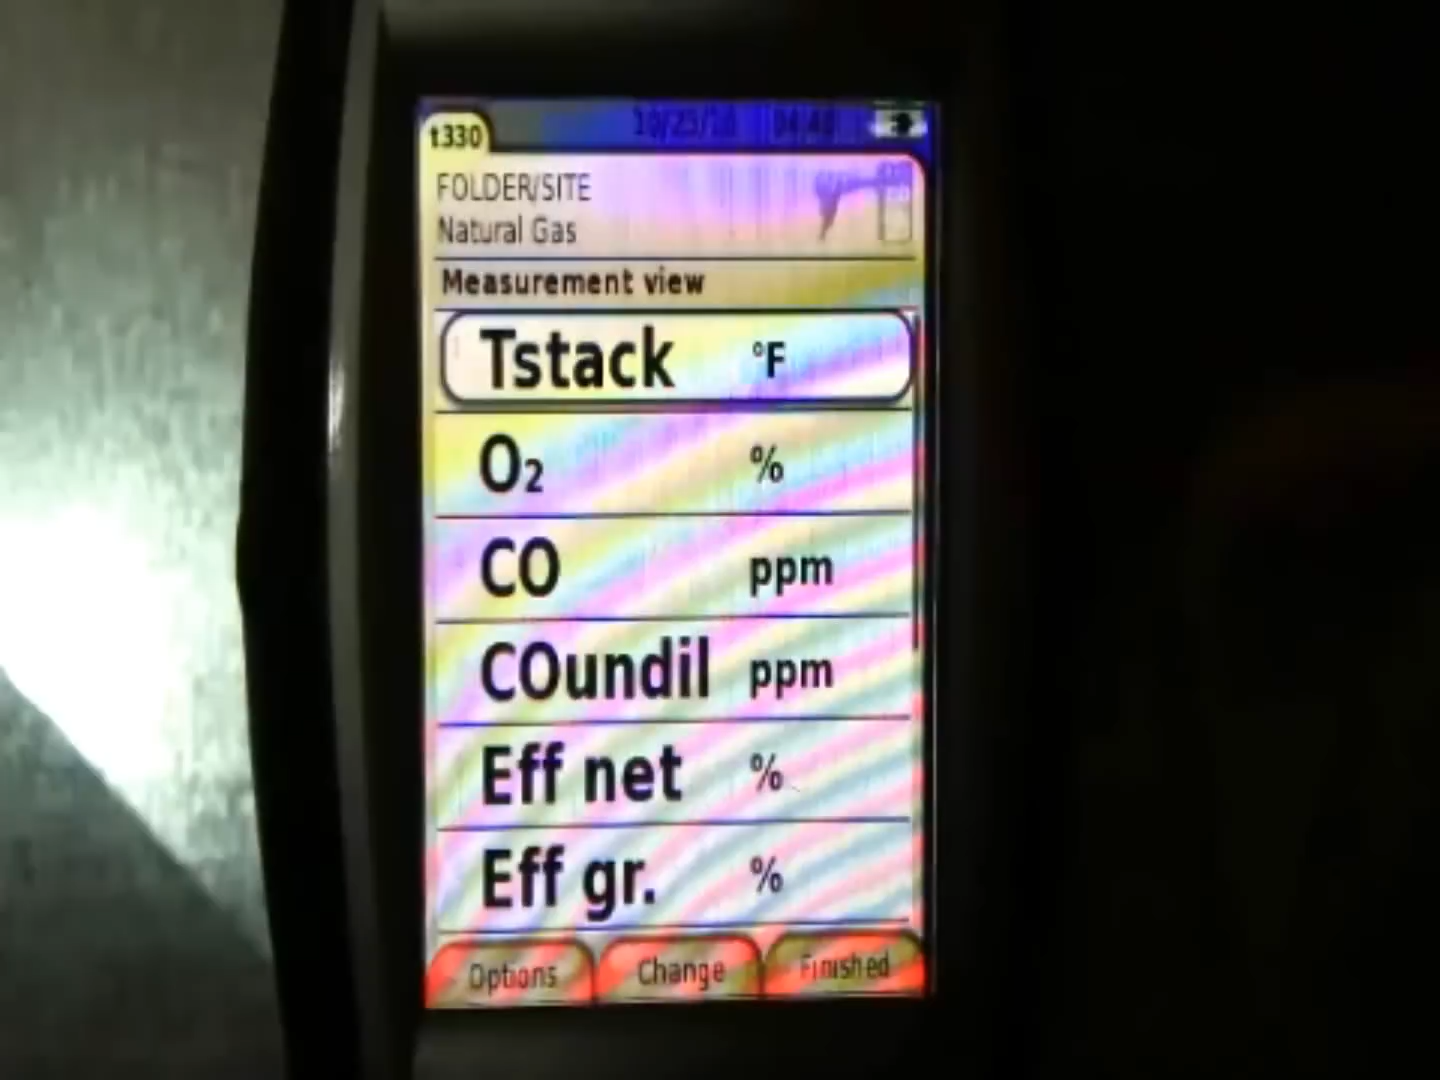 t330
FOLDER/SITE
Natural Gas
Measurement view
Tstack °F
O₂ %
CO ppm
COundil ppm
Eff net %
Eff gr. %
Options Change Finished